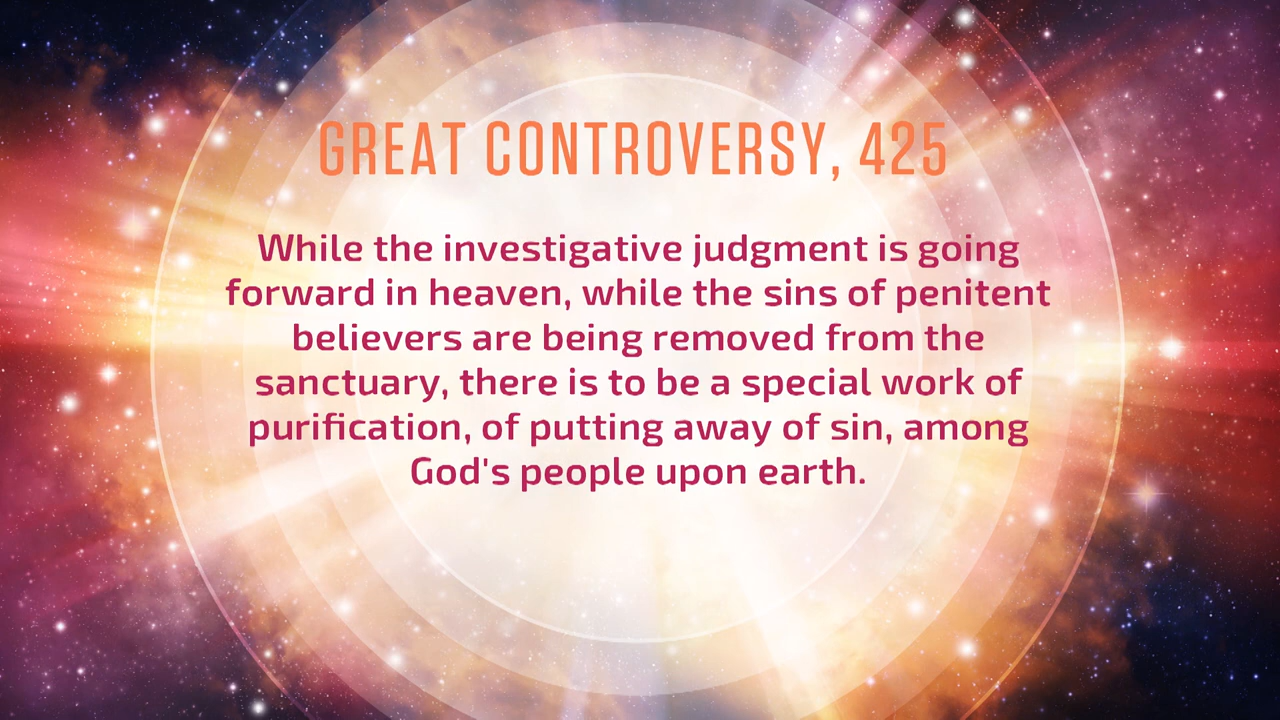 GREAT CONTROVERSY, 425
While the investigative judgment is going
forward in heaven, while the sins of penitent
believers are being removed from the
sanctuary, there is to be a special work of
purification, of putting away of sin, among
God's people upon earth.